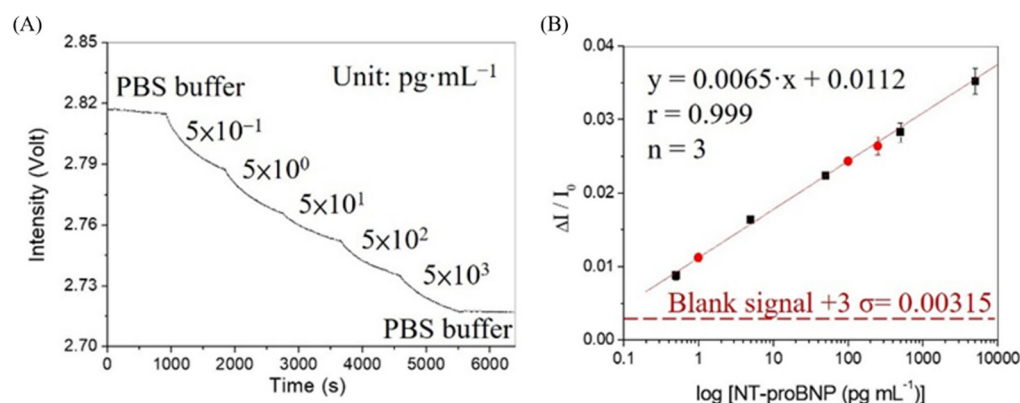 (A)
2.85
2.82
2.79
2.76
2.73
2.70
Intensity (Volt)
PBS buffer
Unit: pg·mL⁻¹
5×10⁻¹
5×10⁰
5×10¹
5×10²
5×10³
PBS buffer
0 1000 2000 3000 4000 5000 6000
Time (s)
(B)
0.04
0.03
0.02
0.01
0.00
ΔI / I₀
y = 0.0065·x + 0.0112
r = 0.999
n = 3
Blank signal +3 σ= 0.00315
0.1 1 10 100 1000 10000
log [NT-proBNP (pg mL⁻¹)]